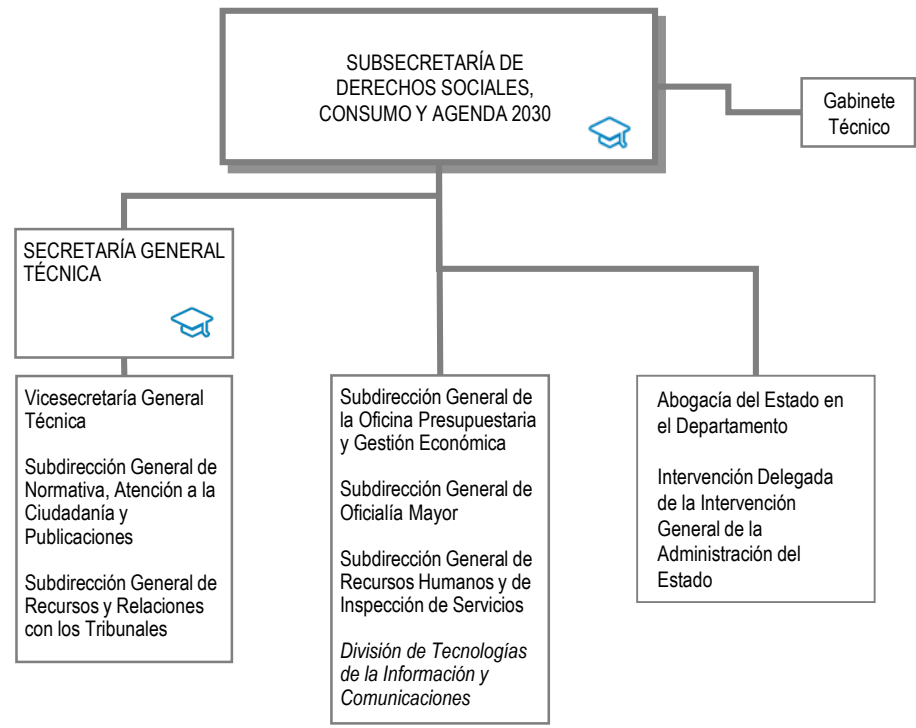 SUBSECRETARÍA DE
DERECHOS SOCIALES,
CONSUMO Y AGENDA 2030
Gabinete
Técnico
SECRETARÍA GENERAL
TÉCNICA
Vicesecretaría General
Técnica
Subdirección General de
Normativa, Atención a la
Ciudadanía y
Publicaciones
Subdirección General de
Recursos y Relaciones
con los Tribunales
Subdirección General de
la Oficina Presupuestaria
y Gestión Económica
Subdirección General de
Oficialía Mayor
Subdirección General de
Recursos Humanos y de
Inspección de Servicios
División de Tecnologías
de la Información y
Comunicaciones
Abogacía del Estado en
el Departamento
Intervención Delegada
de la Intervención
General de la
Administración del
Estado